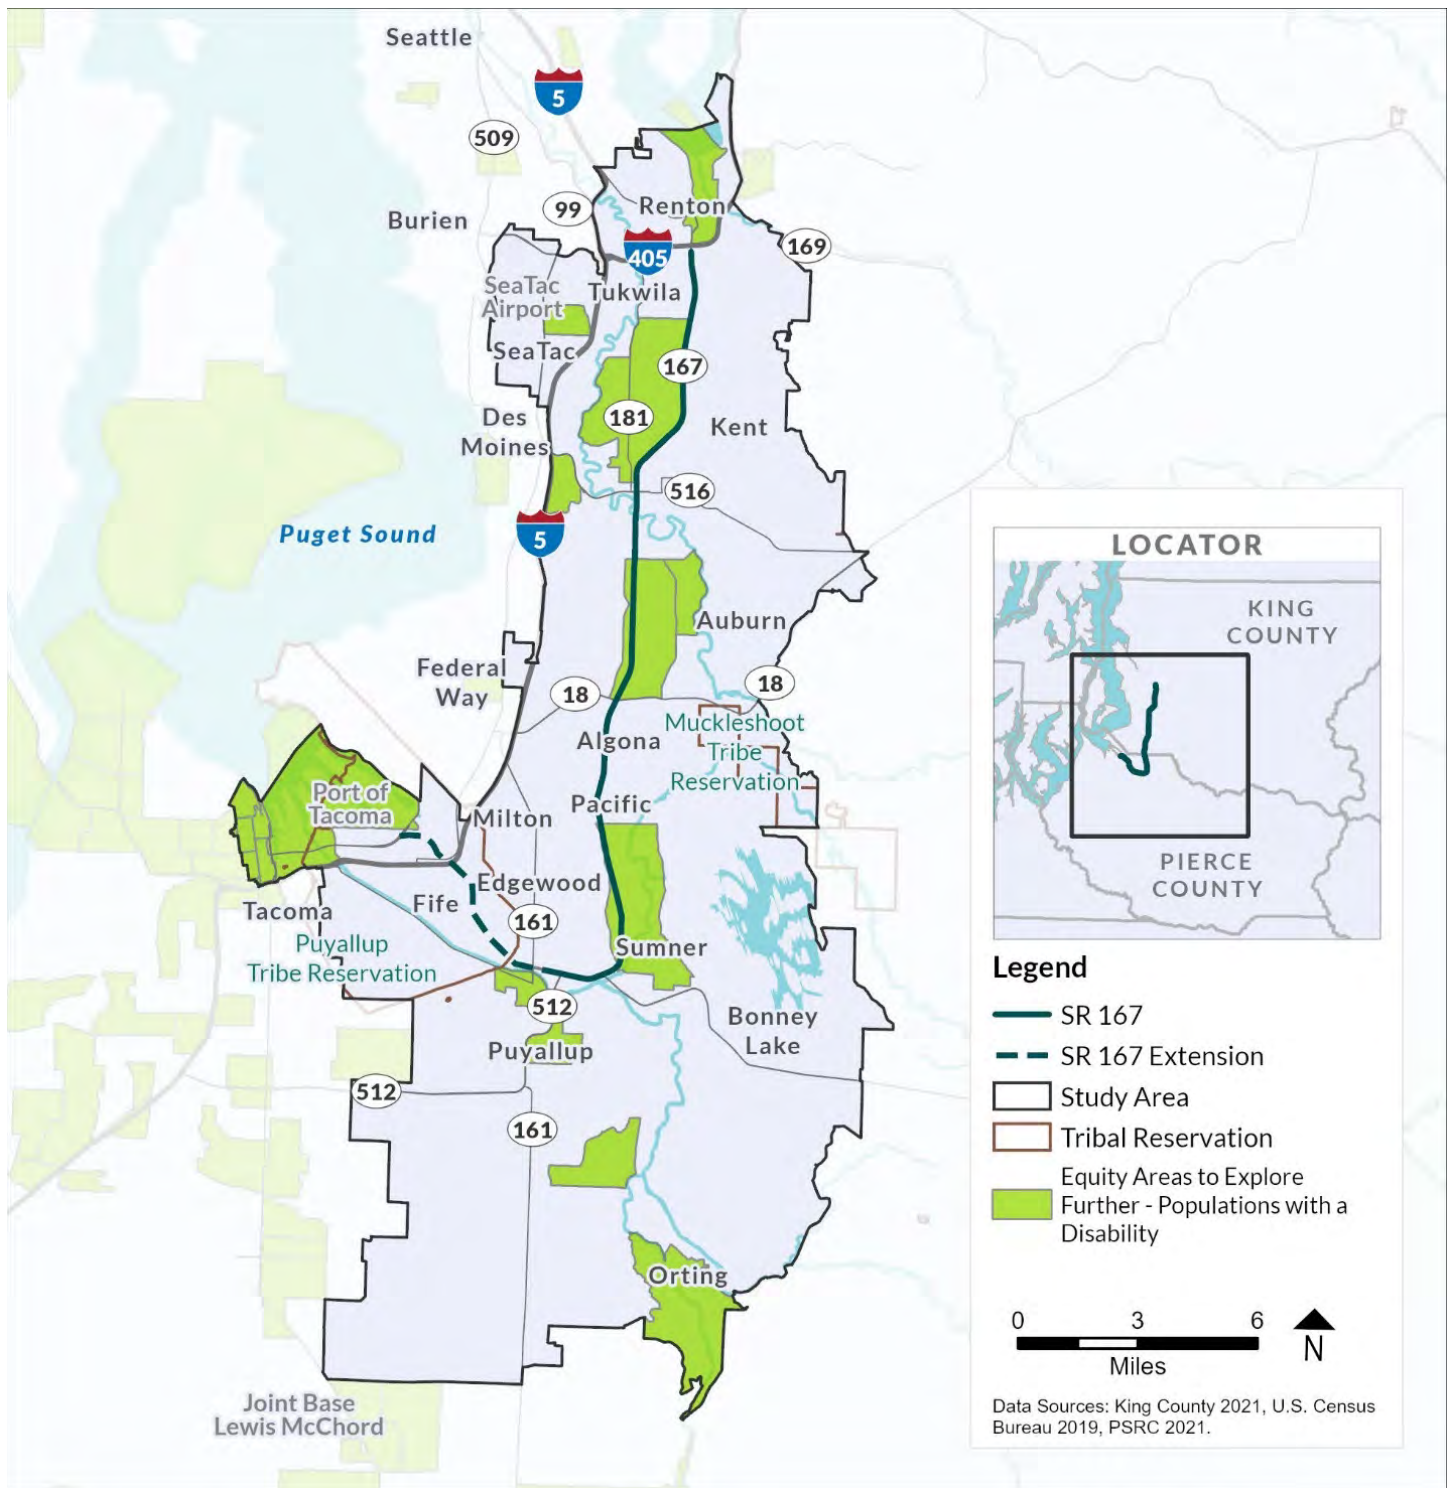 Seattle
5
509
99
Renton
Burien
405
169
SeaTac
Airport
Tukwila
SeaTac
167
181
Des
Moines
Kent
516
Puget Sound
5
Auburn
Federal
Way
18
18
Muckleshoot
Tribe
Reservation
Algona
Port of
Tacoma
Pacific
Milton
Edgewood
Fife
Tacoma
161
Puyallup
Tribe Reservation
Sumner
512
Bonney
Lake
Puyallup
512
161
Orting
Joint Base
Lewis McChord
LOCATOR
KING
COUNTY
PIERCE
COUNTY
Legend
SR 167
SR 167 Extension
Study Area
Tribal Reservation
Equity Areas to Explore
Further - Populations with a
Disability
0 3 6
Miles
N
Data Sources: King County 2021, U.S. Census
Bureau 2019, PSRC 2021.